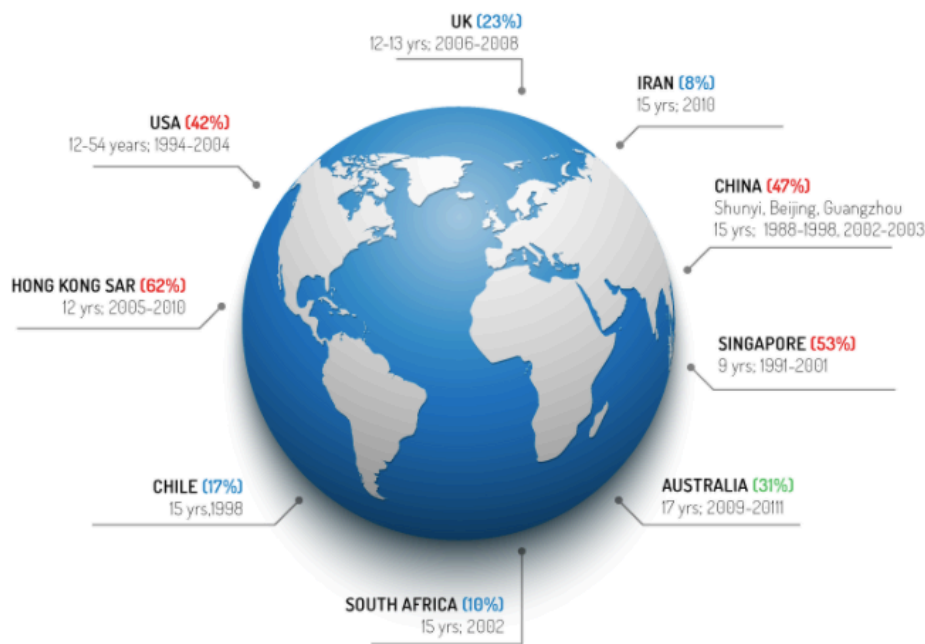 UK (23%)
12-13 yrs; 2006-2008
IRAN (8%)
15 yrs; 2010
USA (42%)
12-54 years; 1994-2004
CHINA (47%)
Shunyi, Beijing, Guangzhou
15 yrs; 1988-1998, 2002-2003
HONG KONG SAR (62%)
12 yrs; 2005-2010
SINGAPORE (53%)
9 yrs; 1991-2001
CHILE (17%)
15 yrs,1998
AUSTRALIA (31%)
17 yrs; 2009-20111
SOUTH AFRICA (10%)
15 yrs; 2002